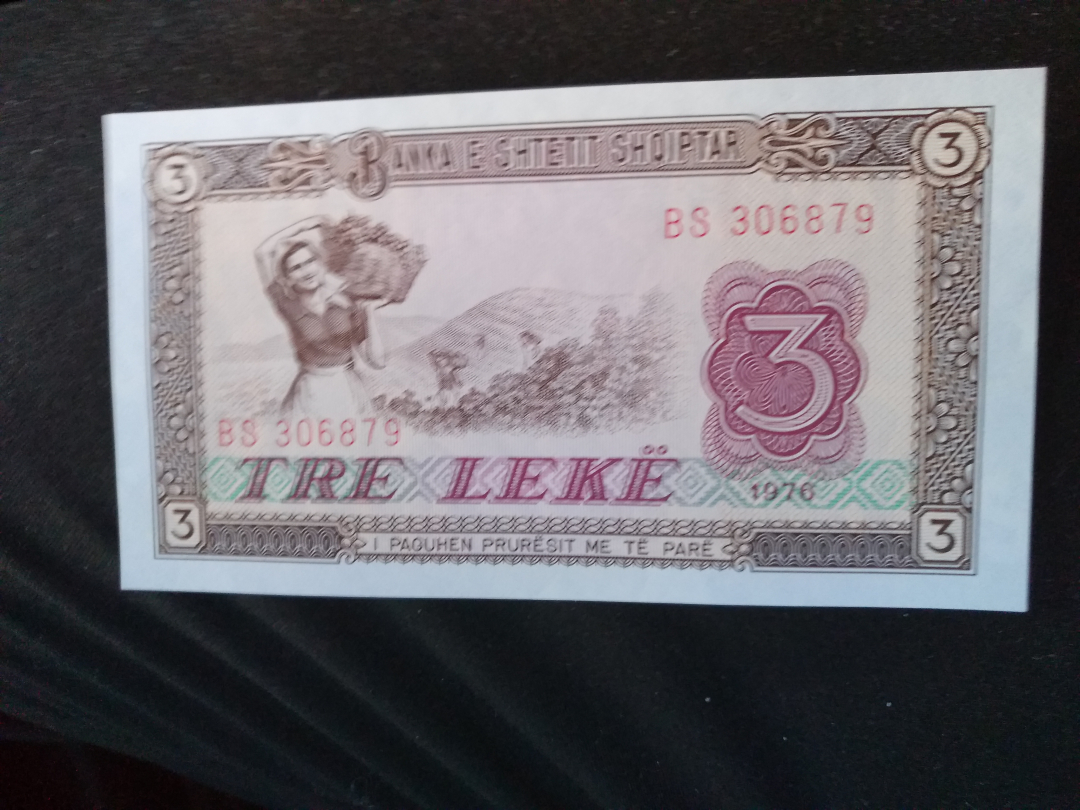 BANKA E SHTETIT SHQIPTAR
3 3
BS 306879
3
BS 306879
TRE LEKË
1976
3 3
I PAGUHEN PRURËSIT ME TË PARË